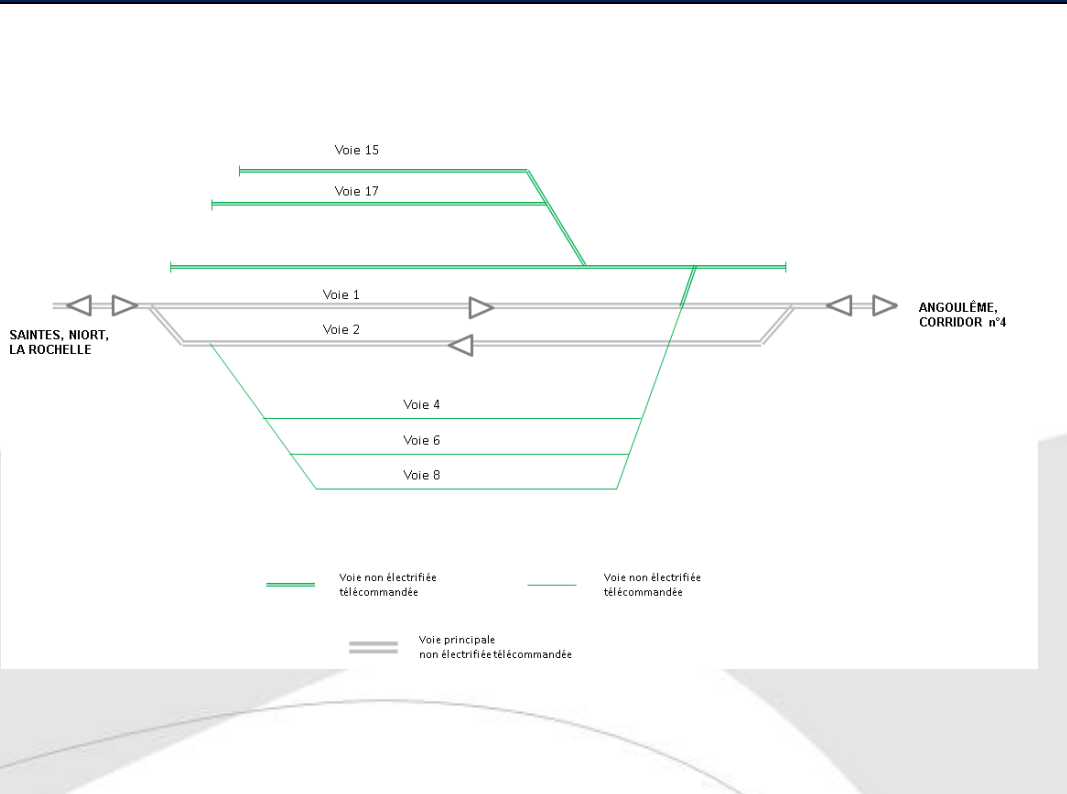 Voie 15
Voie 17
Voie 1
SAINTES, NIORT,
LA ROCHELLE
ANGOULÊME,
CORRIDOR n°4
Voie 2
Voie 4
Voie 6
Voie 8
Voie non électrifiée
télécommandée
Voie non électrifiée
télécommandée
Voie principale
non électrifiée télécommandée